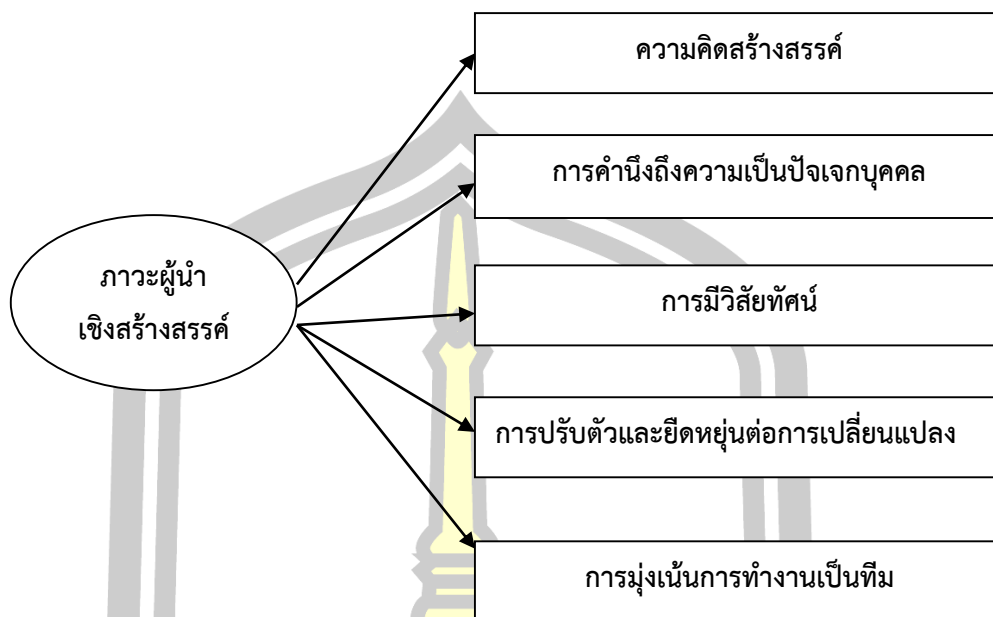 ความคิดสร้างสรรค์
การคำนึงถึงความเป็นปัจเจกบุคคล
ภาวะผู้นำ
เชิงสร้างสรรค์
การมีวิสัยทัศน์
การปรับตัวและยืดหยุ่นต่อการเปลี่ยนแปลง
การมุ่งเน้นการทำงานเป็นทีม